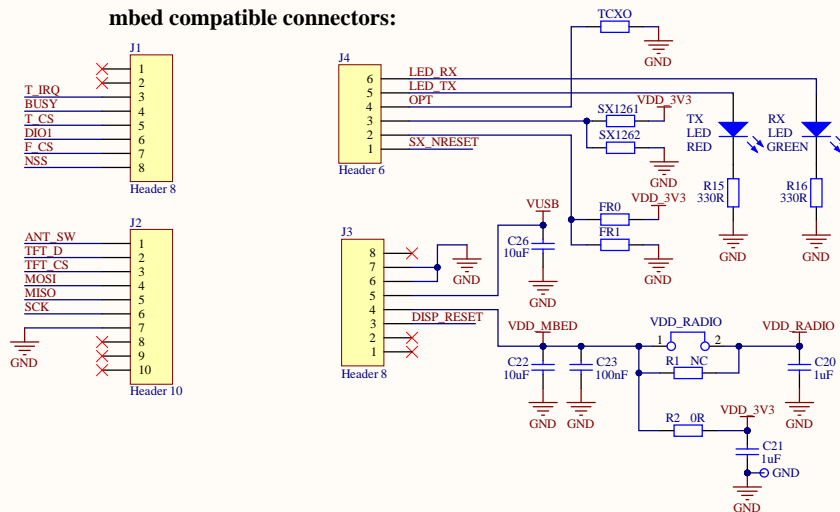 mbed compatible connectors:
J1
1
2
T_IRQ 3
BUSY 4
T_CS 5
DIO1 6
F_CS 7
NSS 8
Header 8
J2
ANT_SW 1
TFT_D 2
TFT_CS 3
MOSI 4
MISO 5
SCK 6
7
8
9
10
GND
Header 10
J4
6 LED_RX
5 LED_TX
4 OPT
3
2
1 SX_NRESET
Header 6
TCXO
GND
SX1261
VDD_3V3
SX1262
GND
TX
LED
RED
RX
LED
GREEN
R15
330R
R16
330R
GND
GND
FR0
VDD_3V3
FR1
GND
J3
8
7
6
5
4
3 DISP_RESET
2
1
Header 8
GND
VUSB
C26
10uF
GND
VDD_MBED
C22
10uF
GND
C23
100nF
GND
VDD_RADIO
1 2
R1 NC
VDD_RADIO
C20
1uF
GND
R2 0R
VDD_3V3
C21
1uF
GND
GND